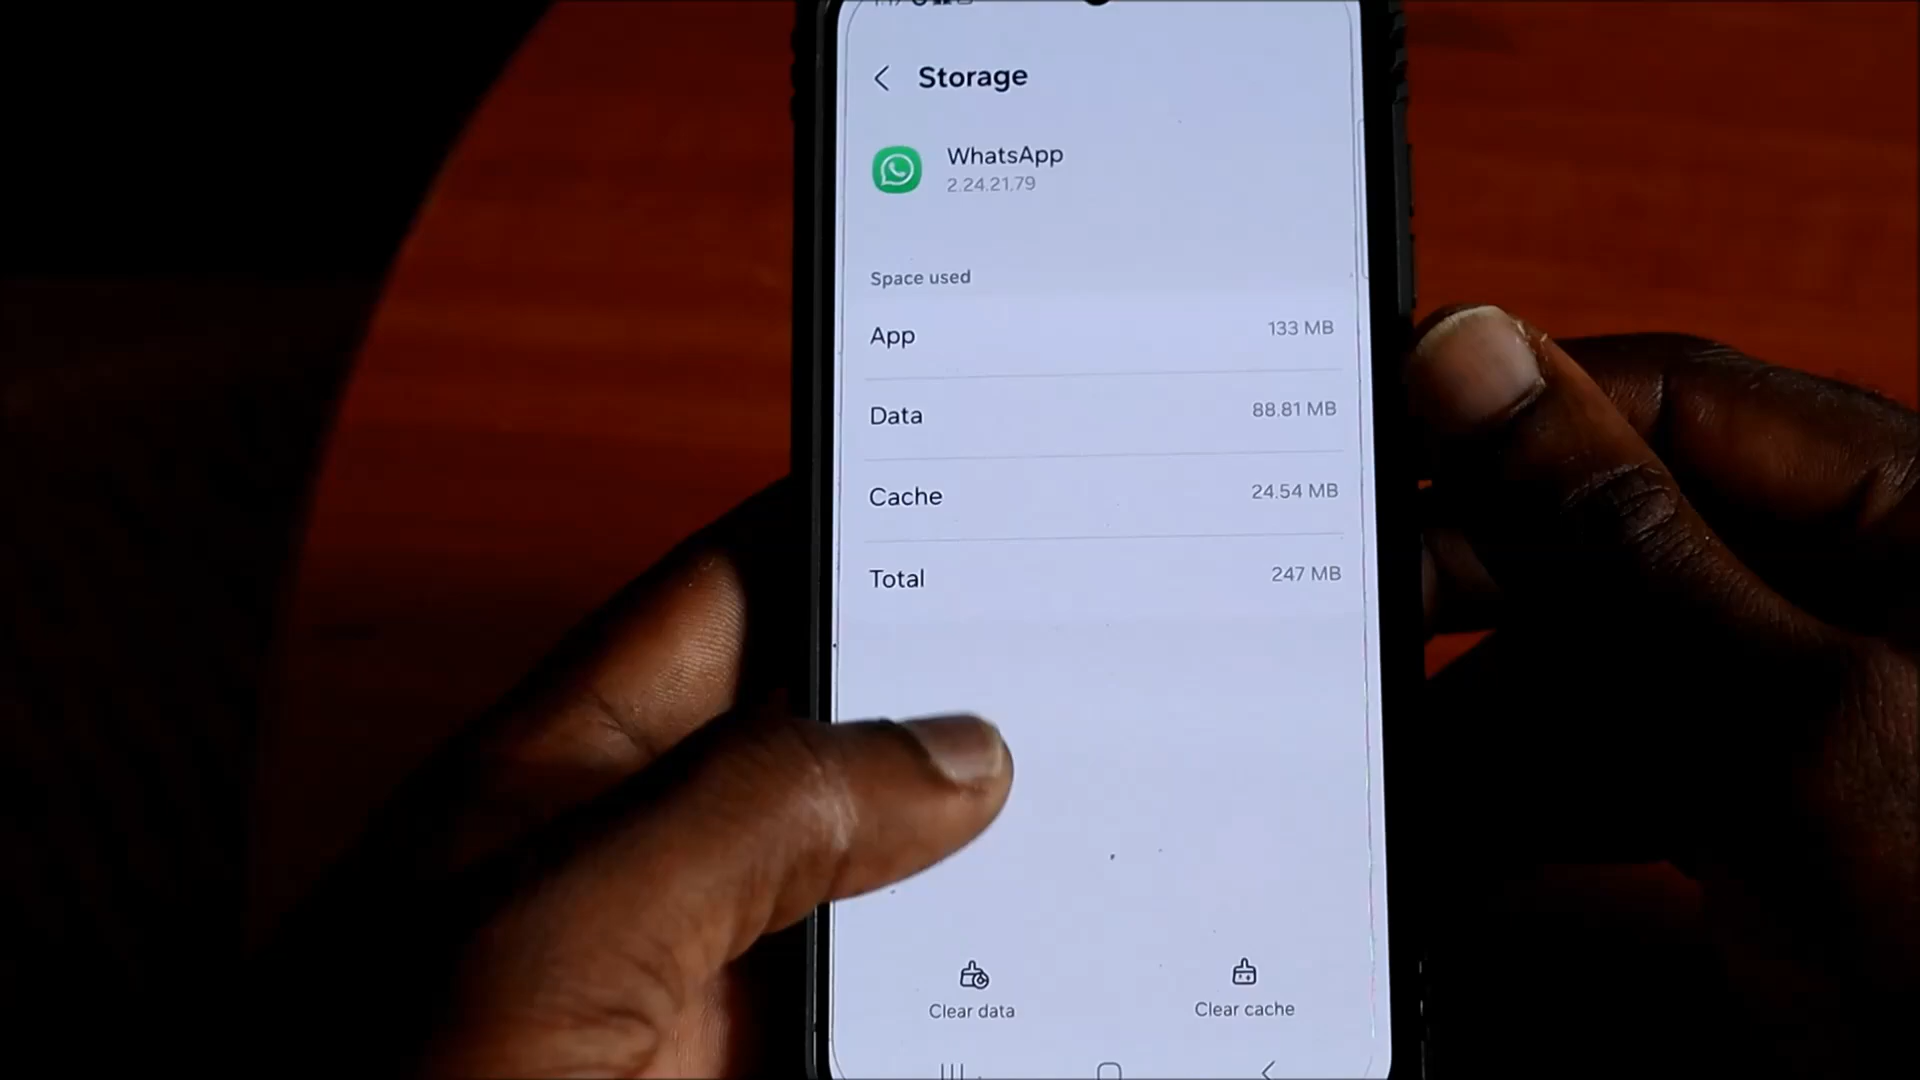 Storage
WhatsApp
2.24.21.79
Space used
App 133 MB
Data 88.81 MB
Cache 24.54 MB
Total 247 MB
Clear data Clear cache